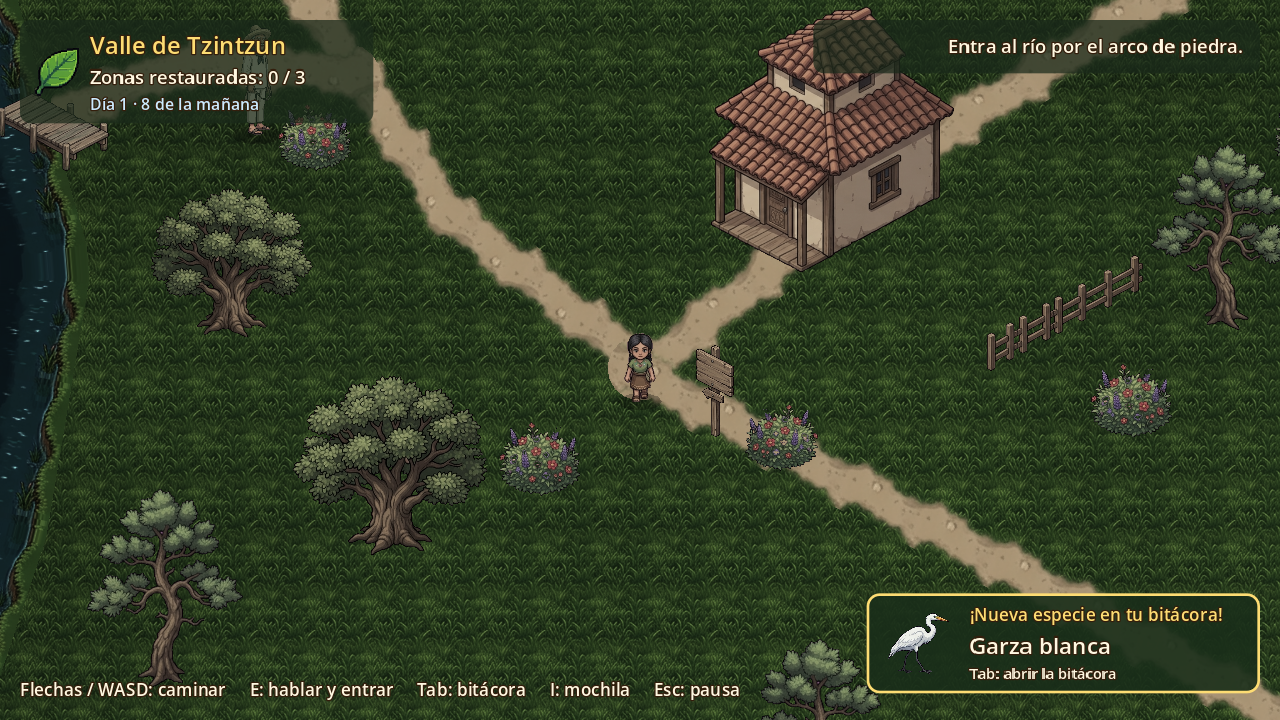 Valle de Tzintzun
Zonas restauradas: 0 / 3
Día 1 · 8 de la mañana
Entra al río por el arco de piedra.
¡Nueva especie en tu bitácora!
Garza blanca
Tab: abrir la bitácora
Flechas / WASD: caminar E: hablar y entrar Tab: bitácora I: mochila Esc: pausa